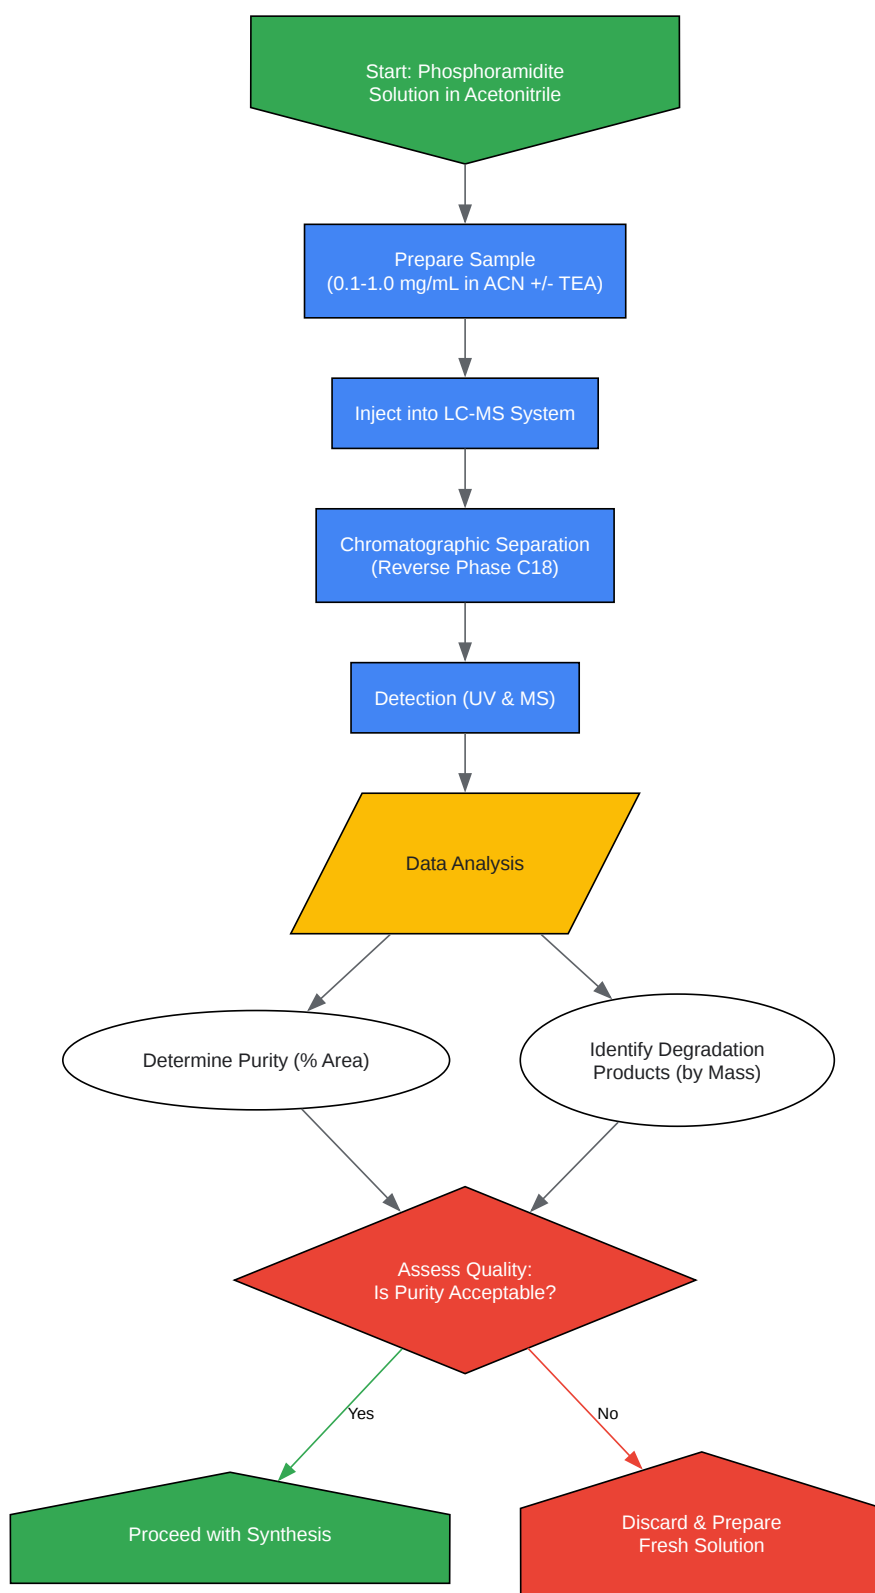 Start: Phosphoramidite
Solution in Acetonitrile
Prepare Sample
(0.1-1.0 mg/mL in ACN +/- TEA)
Inject into LC-MS System
Chromatographic Separation
(Reverse Phase C18)
Detection (UV & MS)
Data Analysis
Determine Purity (% Area)
Identify Degradation
Products (by Mass)
Assess Quality:
Is Purity Acceptable?
Yes
No
Proceed with Synthesis
Discard & Prepare
Fresh Solution